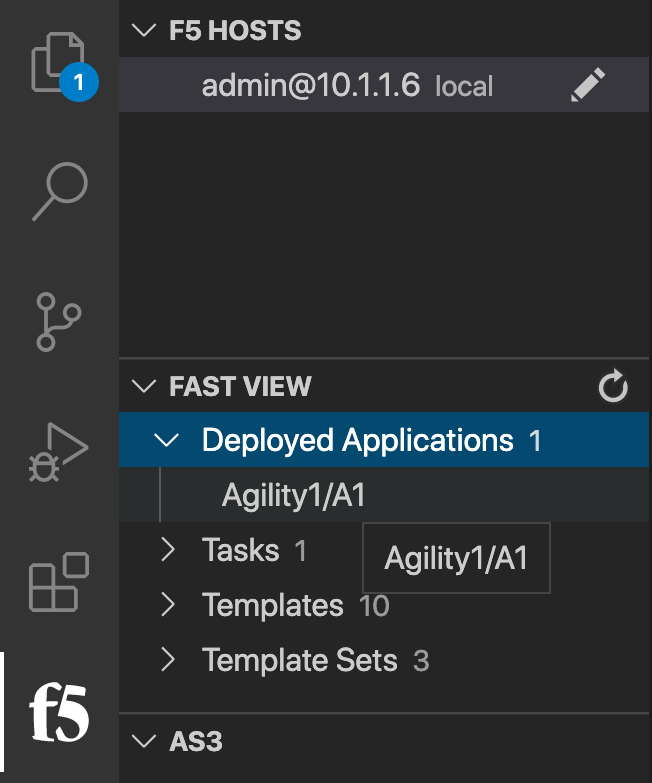 F5 HOSTS
1
admin@10.1.1.6 local
FAST VIEW
Deployed Applications 1
Agility1/A1
Tasks 1
Agility1/A1
Templates 10
Template Sets 3
f5
AS3